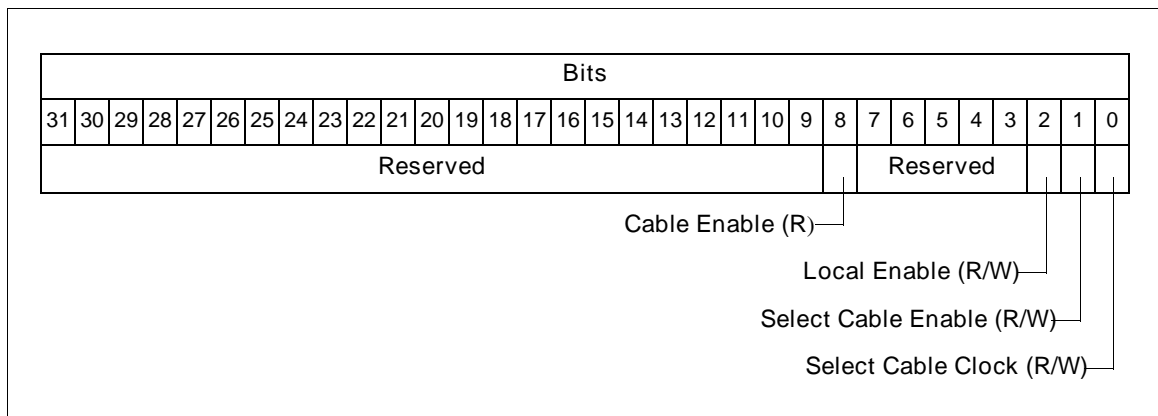 Bits
31 30 29 28 27 26 25 24 23 22 21 20 19 18 17 16 15 14 13 12 11 10 9 8 7 6 5 4 3 2 1 0
Reserved Reserved
Cable Enable (R)
Local Enable (R/W)
Select Cable Enable (R/W)
Select Cable Clock (R/W)